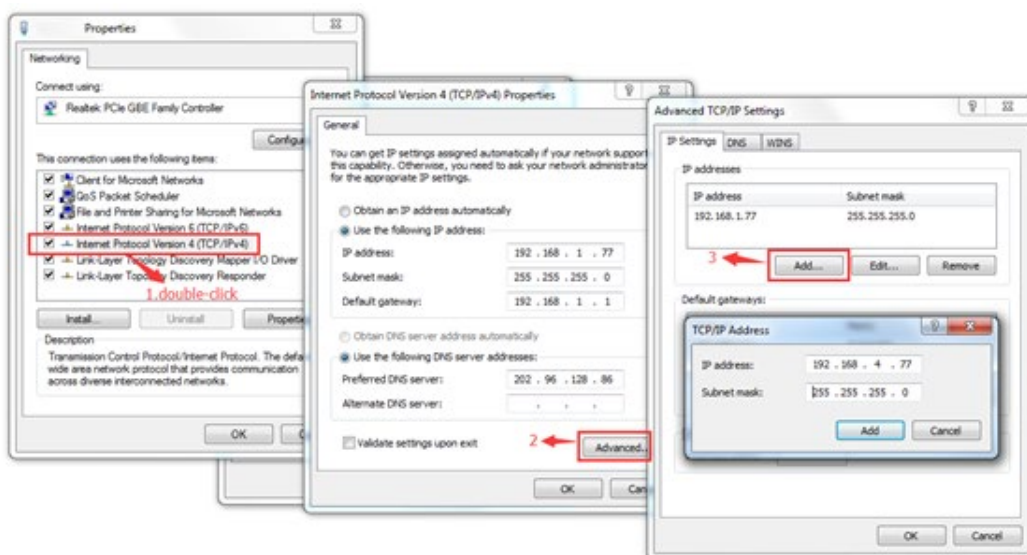 Properties
Networking
Connect using:
Realtek PCIe GBE Family Controller
Configu
This connection uses the following items:
Client for Microsoft Networks
QoS Packet Scheduler
File and Printer Sharing for Microsoft Networks
Internet Protocol Version 6 (TCP/IPv6)
Internet Protocol Version 4 (TCP/IPv4)
Link-Layer Topology Discovery Mapper I/O Driver
Link-Layer Topology Discovery Responder
1.double-click
Install...
Uninstall
Properti
Description
Transmission Control Protocol/Internet Protocol. The defa
wide area network protocol that provides communication
across diverse interconnected networks.
OK
Internet Protocol Version 4 (TCP/IPv4) Properties
General
You can get IP settings assigned automatically if your network support
this capability. Otherwise, you need to ask your network administrator
for the appropriate IP settings.
Obtain an IP address automatically
Use the following IP address:
IP address: 192 . 168 . 1 . 77
Subnet mask: 255 . 255 . 255 . 0
Default gateway: 192 . 168 . 1 . 1
Obtain DNS server address automatically
Use the following DNS server addresses:
Preferred DNS server: 202 . 96 . 128 . 86
Alternate DNS server: . . .
Validate settings upon exit
2
Advanced...
OK
Can
Advanced TCP/IP Settings
IP Settings DNS WINS
IP addresses
IP address Subnet mask
192.168.1.77 255.255.255.0
3
Add... Edit... Remove
Default gateways:
TCP/IP Address
IP address: 192 . 168 . 4 . 77
Subnet mask: 255 . 255 . 255 . 0
Add Cancel
OK Cancel